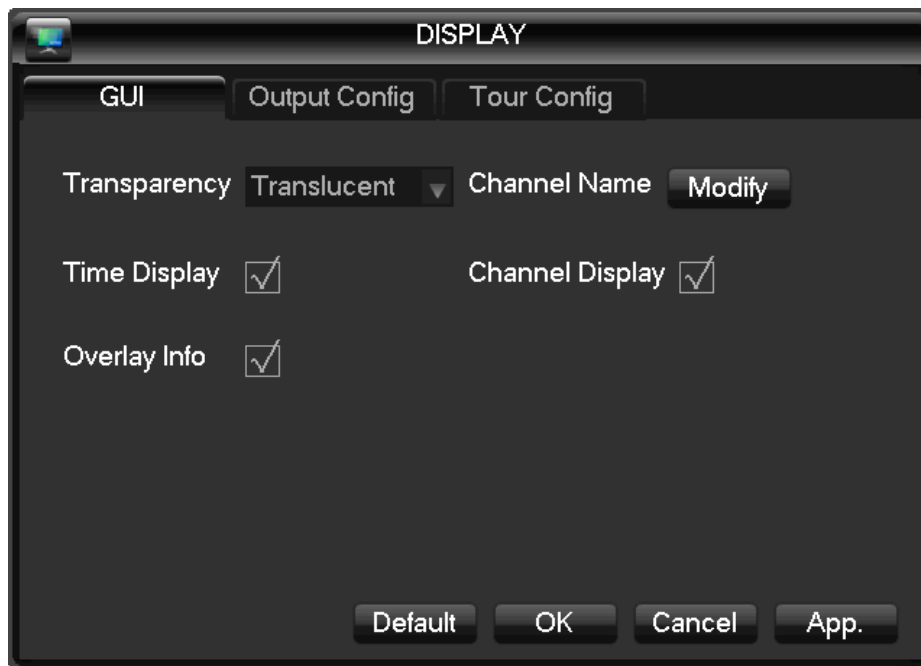 DISPLAY
GUI Output Config Tour Config
Transparency Translucent Channel Name Modify
Time Display Channel Display
Overlay Info
Default OK Cancel App.